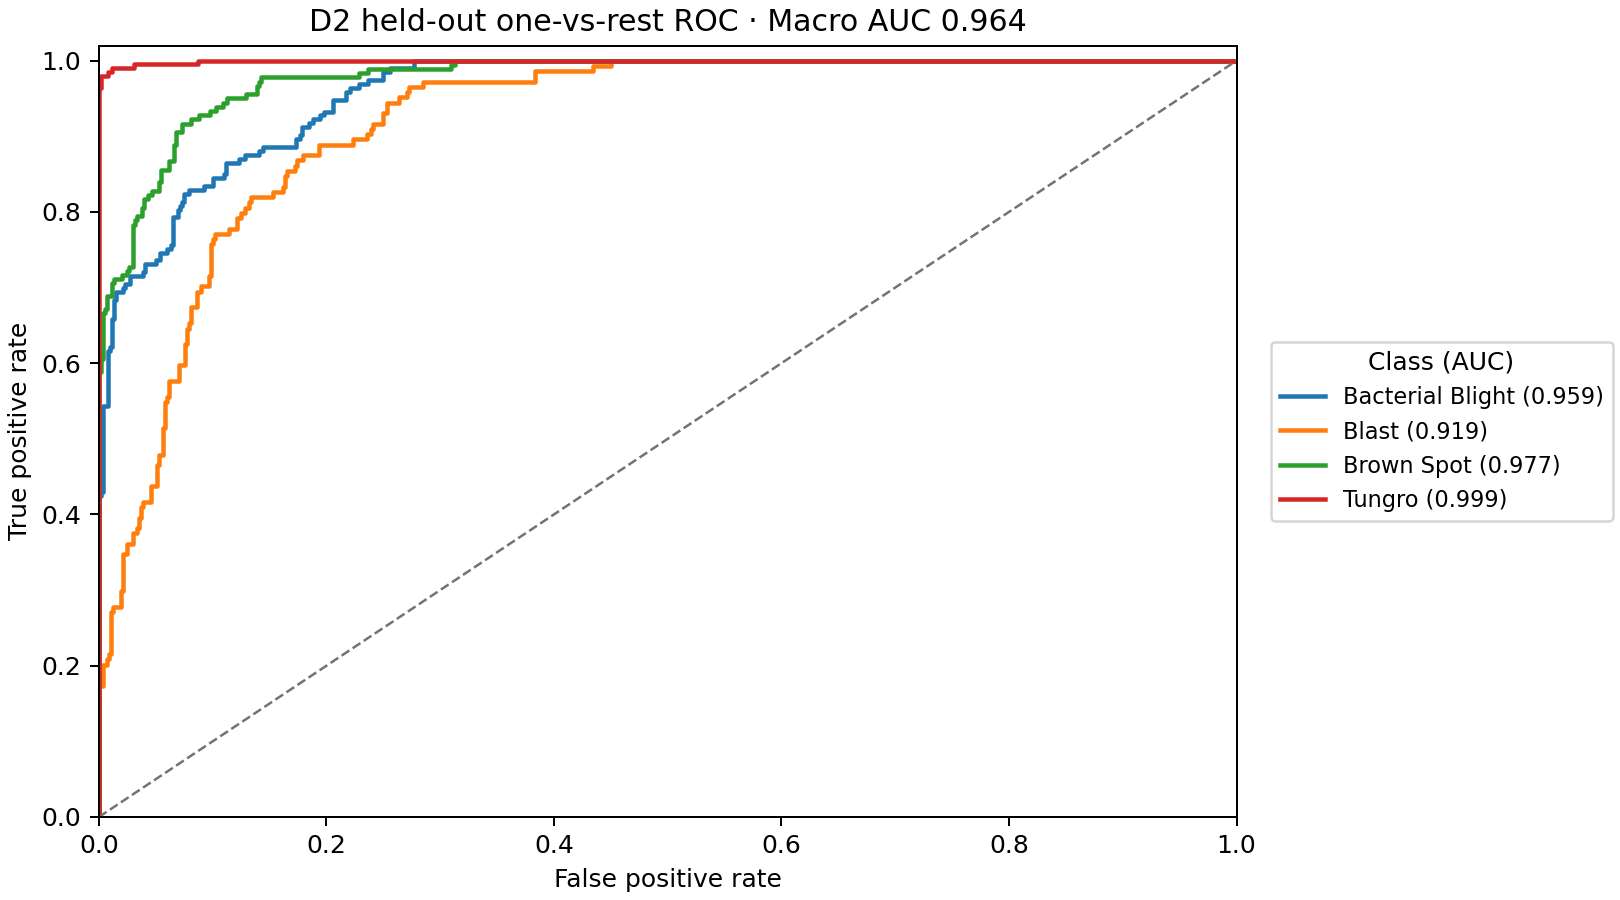 D2 held-out one-vs-rest ROC · Macro AUC 0.964
True positive rate
1.0
0.8
0.6
0.4
0.2
0.0
0.0 0.2 0.4 0.6 0.8 1.0
False positive rate
Class (AUC)
Bacterial Blight (0.959)
Blast (0.919)
Brown Spot (0.977)
Tungro (0.999)